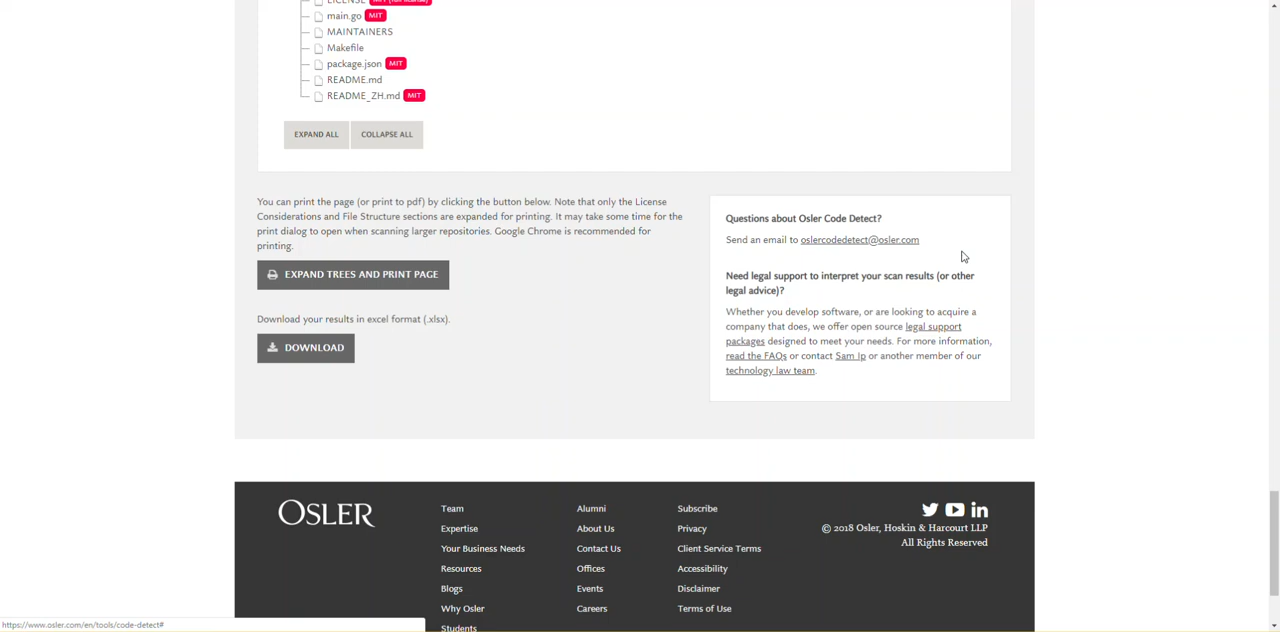 LICENSE
main.go MIT
MAINTAINERS
Makefile
package.json MIT
README.md
README_ZH.md MIT
EXPAND ALL COLLAPSE ALL
You can print the page (or print to pdf) by clicking the button below. Note that only the License
Considerations and File Structure sections are expanded for printing. It may take some time for the
print dialog to open when scanning larger repositories. Google Chrome is recommended for
printing.
EXPAND TREES AND PRINT PAGE
Download your results in excel format (.xlsx).
DOWNLOAD
Questions about Osler Code Detect?
Send an email to oslercodedetect@osler.com
Need legal support to interpret your scan results (or other
legal advice)?
Whether you develop software, or are looking to acquire a
company that does, we offer open source legal support
packages designed to meet your needs. For more information,
read the FAQs or contact Sam Ip or another member of our
technology law team.
OSLER
Team
Expertise
Your Business Needs
Resources
Blogs
Why Osler
Students
Alumni
About Us
Contact Us
Offices
Events
Careers
Subscribe
Privacy
Client Service Terms
Accessibility
Disclaimer
Terms of Use
© 2018 Osler, Hoskin & Harcourt LLP
All Rights Reserved
https://www.osler.com/en/tools/code-detect#